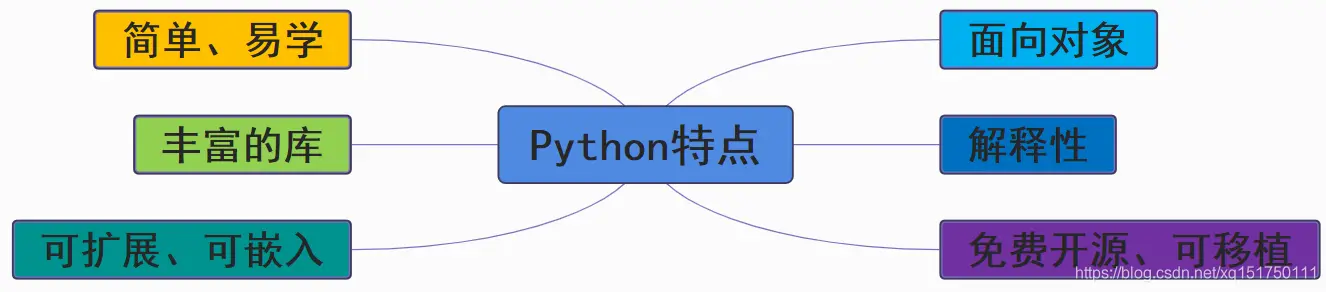 简单、易学
丰富的库
可扩展、可嵌入
Python特点
面向对象
解释性
免费开源、可移植
https://blog.csdn.net/xq151750111